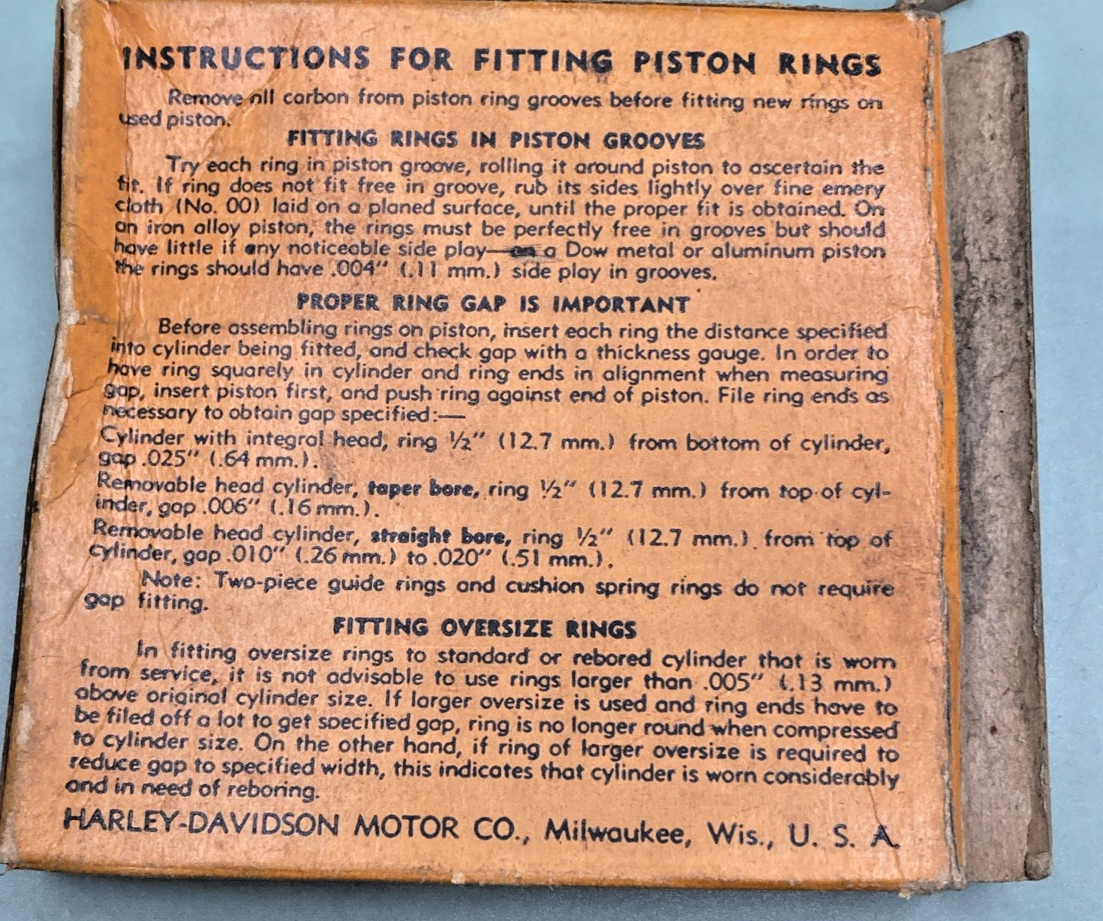 INSTRUCTIONS FOR FITTING PISTON RINGS
Remove all carbon from piston ring grooves before fitting new rings on
used piston.
FITTING RINGS IN PISTON GROOVES
Try each ring in piston groove, rolling it around piston to ascertain the
fit. If ring does not fit free in groove, rub its sides lightly over fine emery
cloth (No. 00) laid on a planed surface, until the proper fit is obtained. On
an iron alloy piston, the rings must be perfectly free in grooves but should
have little if any noticeable side play—on a Dow metal or aluminum piston
the rings should have .004" (.11 mm.) side play in grooves.
PROPER RING GAP IS IMPORTANT
Before assembling rings on piston, insert each ring the distance specified
into cylinder being fitted, and check gap with a thickness gauge. In order to
have ring squarely in cylinder and ring ends in alignment when measuring
gap, insert piston first, and push ring against end of piston. File ring ends as
necessary to obtain gap specified:—
Cylinder with integral head, ring ½" (12.7 mm.) from bottom of cylinder,
gap .025" (.64 mm.).
Removable head cylinder, taper bore, ring ½" (12.7 mm.) from top of cyl-
inder, gap .006" (.16 mm.).
Removable head cylinder, straight bore, ring ½" (12.7 mm.) from top of
cylinder, gap .010" (.26 mm.) to .020" (.51 mm.).
Note: Two-piece guide rings and cushion spring rings do not require
gap fitting.
FITTING OVERSIZE RINGS
In fitting oversize rings to standard or rebored cylinder that is worn
from service, it is not advisable to use rings larger than .005" (.13 mm.)
above original cylinder size. If larger oversize is used and ring ends have to
be filed off a lot to get specified gap, ring is no longer round when compressed
to cylinder size. On the other hand, if ring of larger oversize is required to
reduce gap to specified width, this indicates that cylinder is worn considerably
and in need of reboring.
HARLEY-DAVIDSON MOTOR CO., Milwaukee, Wis., U. S. A.